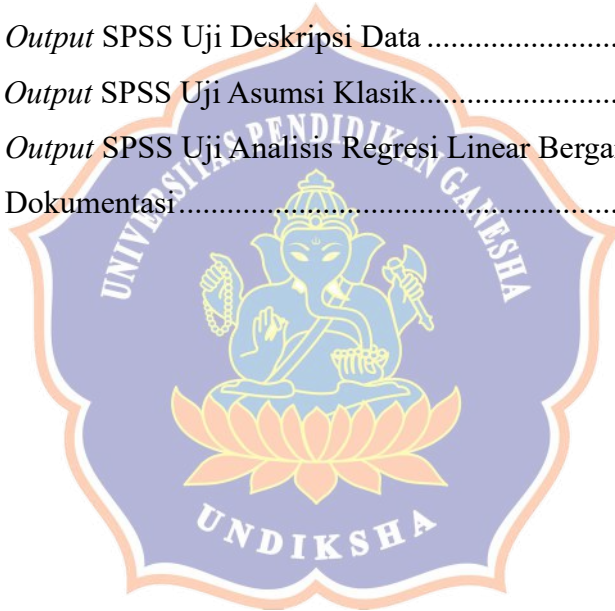 Output SPSS Uji Deskripsi Data ........................
Output SPSS Uji Asumsi Klasik.........................
Output SPSS Uji Analisis Regresi Linear
Dokumentasi.......................................................
UNIVERSITAS PENDIDIKAN GANESHA
UNDIKSHA